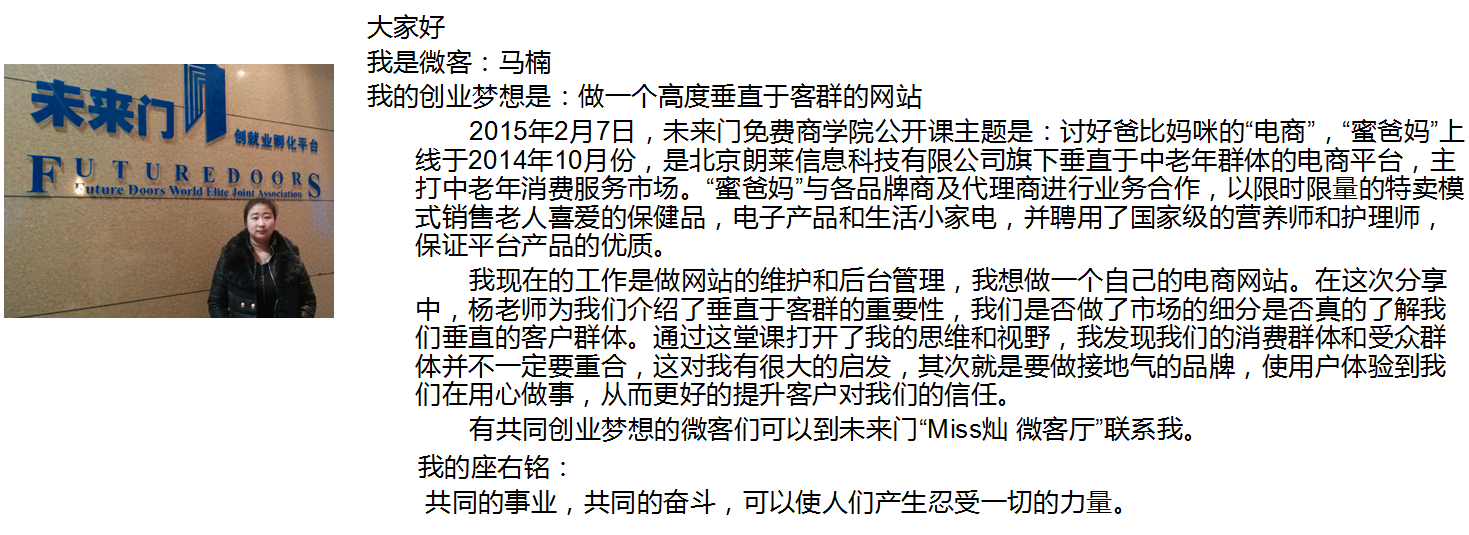 未来门
创就业孵化平台
FUTUREDOORS
Future Doors World Elite Joint Association
大家好
我是微客：马楠
我的创业梦想是：做一个高度垂直于客群的网站
2015年2月7日，未来门免费商学院公开课主题是：讨好爸比妈咪的“电商”，“蜜爸妈”上
线于2014年10月份，是北京朗莱信息科技有限公司旗下垂直于中老年群体的电商平台，主
打中老年消费服务市场。“蜜爸妈”与各品牌商及代理商进行业务合作，以限时限量的特卖模
式销售老人喜爱的保健品，电子产品和生活小家电，并聘用了国家级的营养师和护理师，
保证平台产品的优质。
我现在的工作是做网站的维护和后台管理，我想做一个自己的电商网站。在这次分享
中，杨老师为我们介绍了垂直于客群的重要性，我们是否做了市场的细分是否真的了解我
们垂直的客户群体。通过这堂课打开了我的思维和视野，我发现我们的消费群体和受众群
体并不一定要重合，这对我有很大的启发，其次就是要做接地气的品牌，使用户体验到我
们在用心做事，从而更好的提升客户对我们的信任。
有共同创业梦想的微客们可以到未来门“Miss灿 微客厅”联系我。
我的座右铭：
共同的事业，共同的奋斗，可以使人们产生忍受一切的力量。